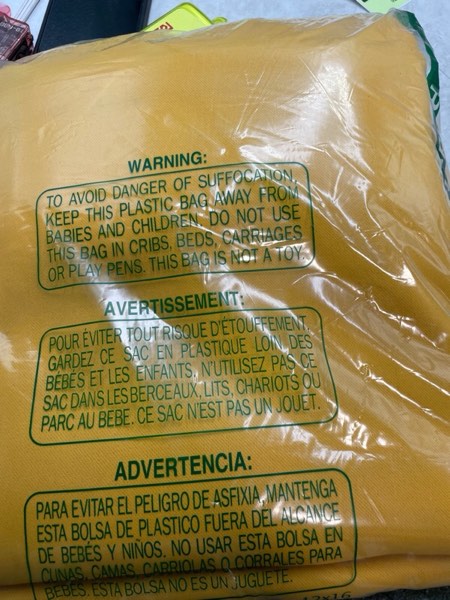 WARNING:
TO AVOID DANGER OF SUFFOCATION,
KEEP THIS PLASTIC BAG AWAY FROM
BABIES AND CHILDREN. DO NOT USE
THIS BAG IN CRIBS, BEDS, CARRIAGES
OR PLAY PENS. THIS BAG IS NOT A TOY.
AVERTISSEMENT:
POUR ÉVITER TOUT RISQUE D'ÉTOUFFEMENT,
GARDEZ CE SAC EN PLASTIQUE LOIN DES
BÉBÉS ET LES ENFANTS, N'UTILISEZ PAS CE
SAC DANS LES BERCEAUX, LITS, CHARIOTS OU
PARC AU BEBE. CE SAC N'EST PAS UN JOUET.
ADVERTENCIA:
PARA EVITAR EL PELIGRO DE ASFIXIA, MANTENGA
ESTA BOLSA DE PLASTICO FUERA DEL ALCANCE
DE BEBÉS Y NIÑOS. NO USAR ESTA BOLSA EN
CUNAS, CAMAS, CARRIOLAS O CORRALES PARA
BEBÉS. ESTA BOLSA NO ES UN JUGUETE.